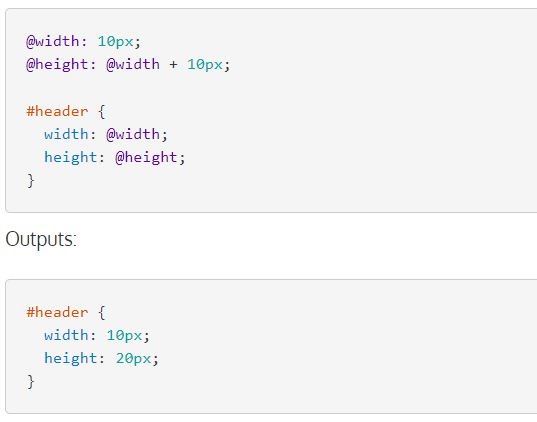 @width: 10px;
@height: @width + 10px;
#header {
  width: @width;
  height: @height;
}
Outputs:
#header {
  width: 10px;
  height: 20px;
}